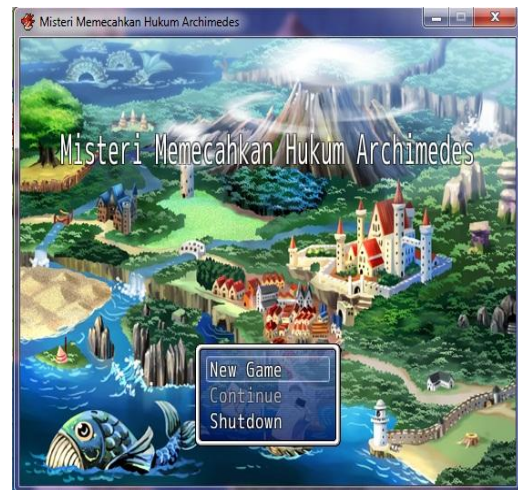 Misteri Memecahkan Hukum Archimedes
Misteri Memecahkan Hukum Archimedes
New Game
Continue
Shutdown